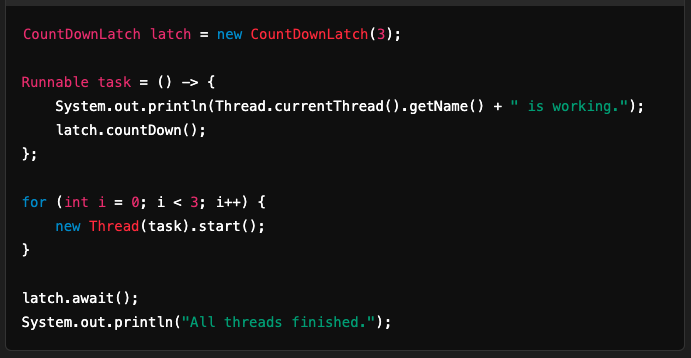 CountDownLatch latch = new CountDownLatch(3);

Runnable task = () -> {
    System.out.println(Thread.currentThread().getName() + " is working.");
    latch.countDown();
};

for (int i = 0; i < 3; i++) {
    new Thread(task).start();
}

latch.await();
System.out.println("All threads finished.");